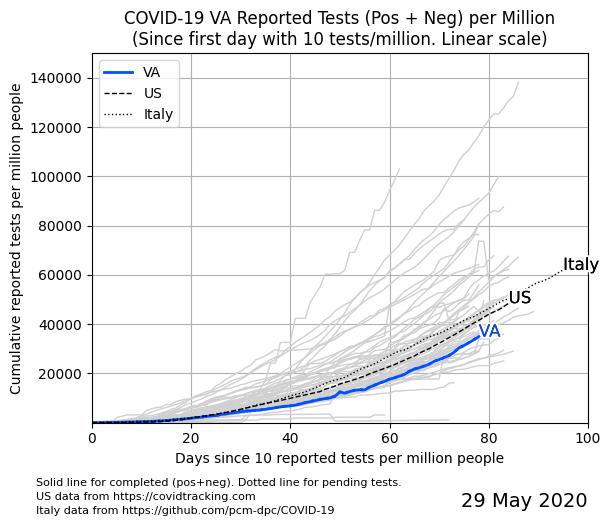 COVID-19 VA Reported Tests (Pos + Neg) per Million
(Since first day with 10 tests/million. Linear scale)
VA
US
Italy
Cumulative reported tests per million people
140000
120000
100000
80000
60000
40000
20000
Italy
US
VA
0 20 40 60 80 100
Days since 10 reported tests per million people
Solid line for completed (pos+neg). Dotted line for pending tests.
US data from https://covidtracking.com
Italy data from https://github.com/pcm-dpc/COVID-19
29 May 2020